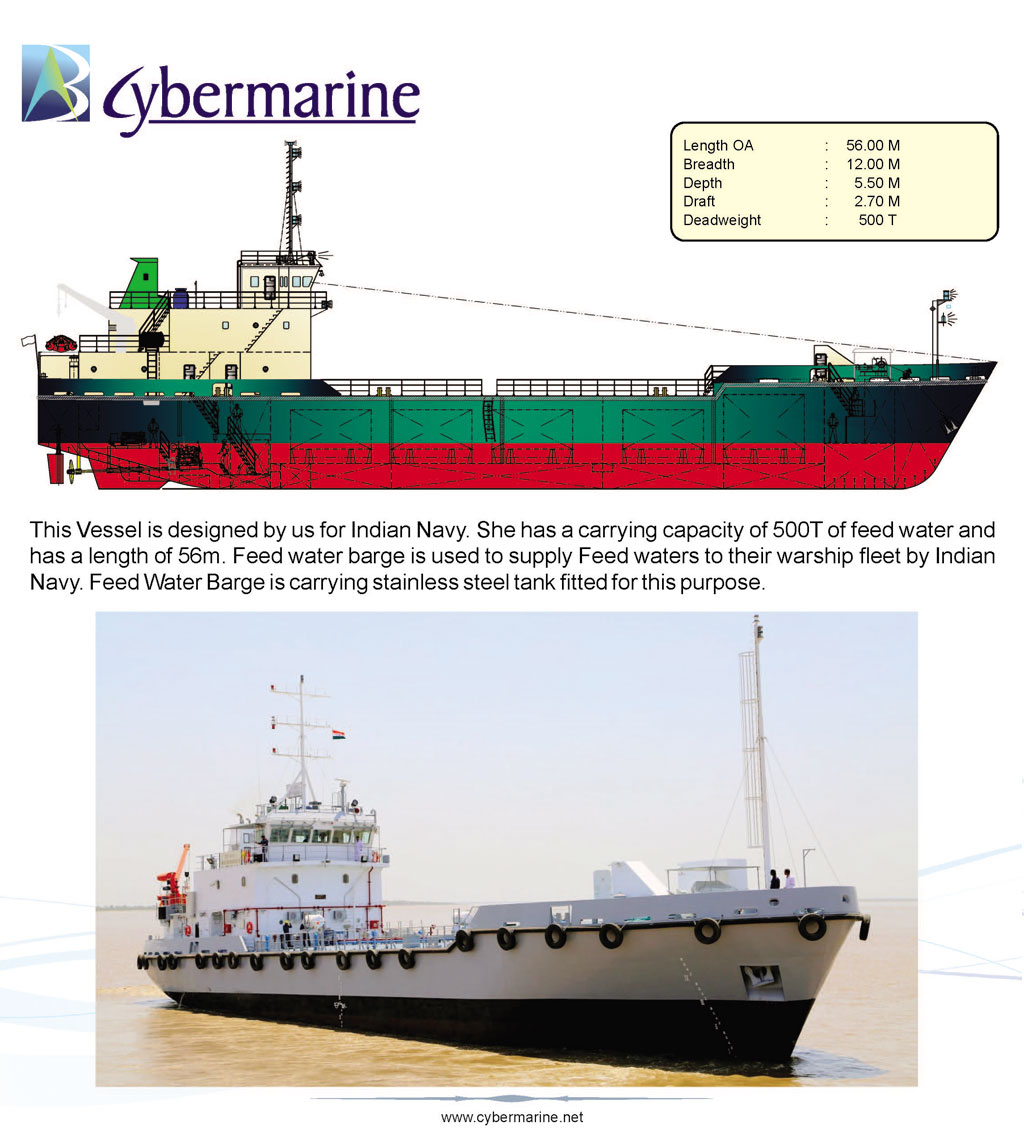 Cybermarine
Length OA : 56.00 M
Breadth : 12.00 M
Depth : 5.50 M
Draft : 2.70 M
Deadweight : 500 T
This Vessel is designed by us for Indian Navy. She has a carrying capacity of 500T of feed water and
has a length of 56m. Feed water barge is used to supply Feed waters to their warship fleet by Indian
Navy. Feed Water Barge is carrying stainless steel tank fitted for this purpose.
www.cybermarine.net